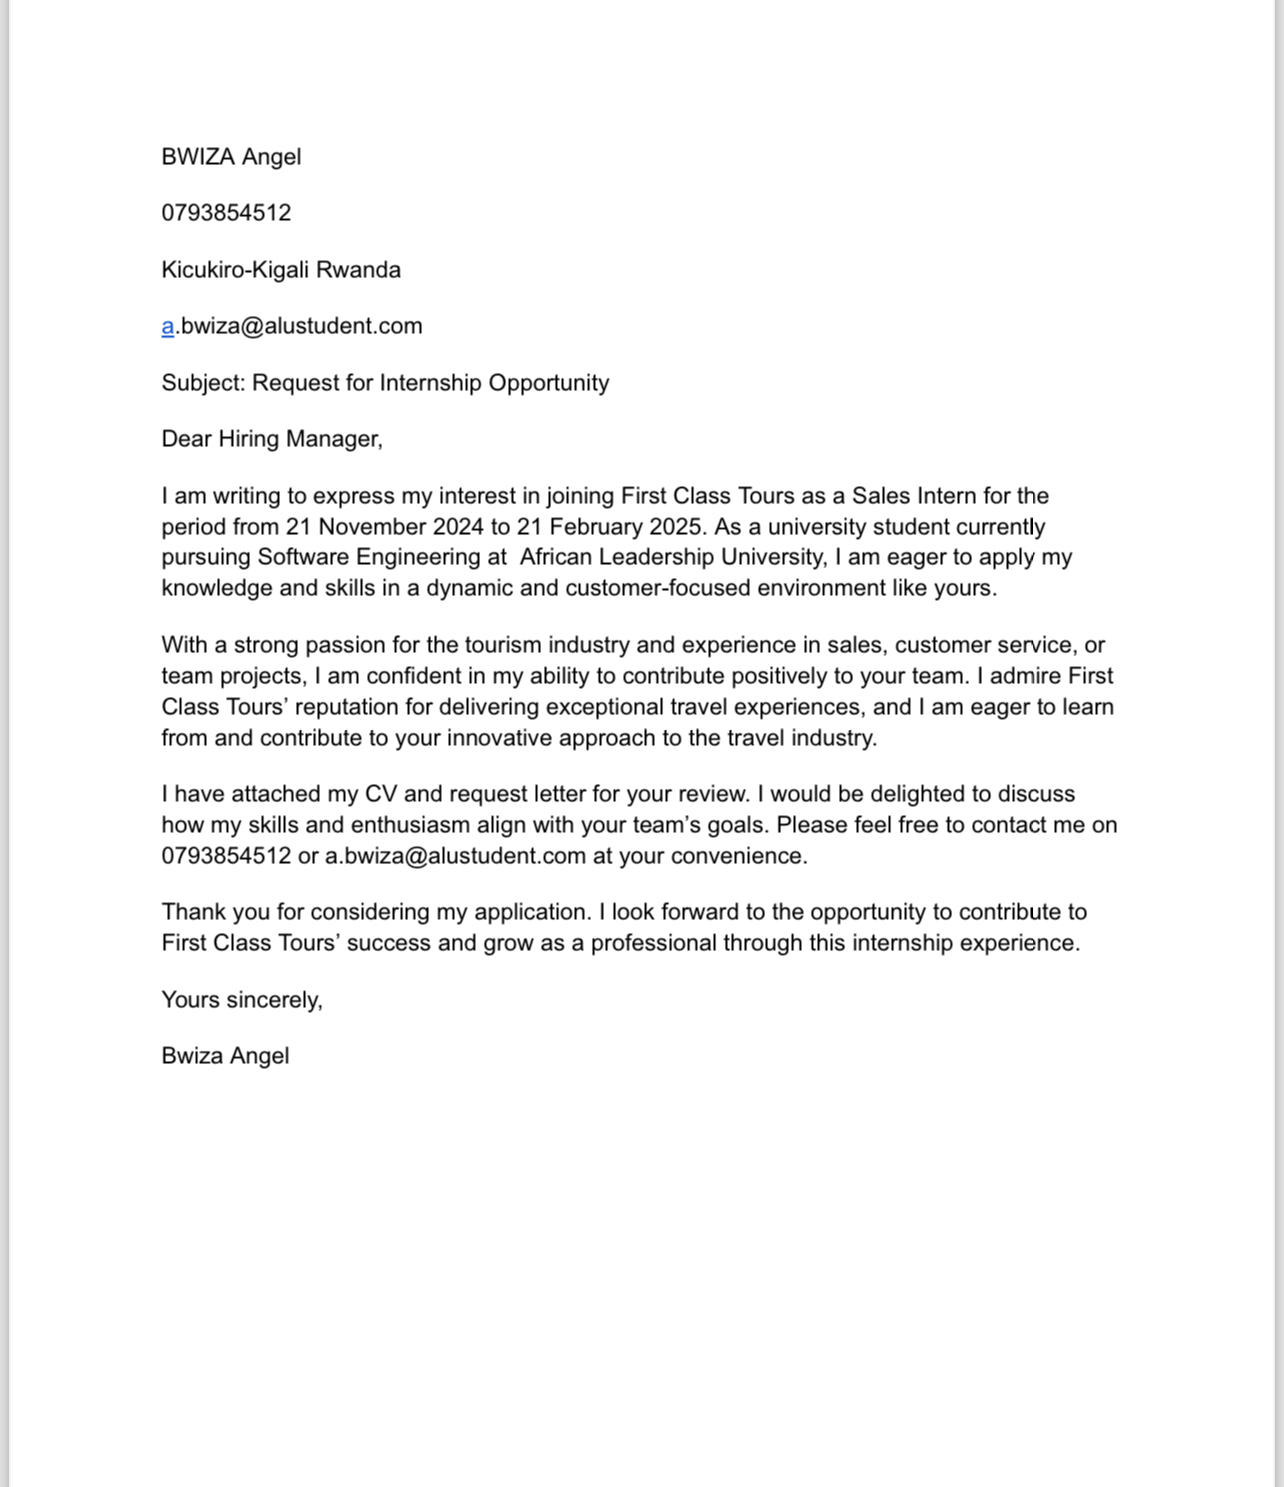 BWIZA Angel
0793854512
Kicukiro-Kigali Rwanda
a.bwiza@alustudent.com
Subject: Request for Internship Opportunity
Dear Hiring Manager,
I am writing to express my interest in joining First Class Tours as a Sales Intern for the
period from 21 November 2024 to 21 February 2025. As a university student currently
pursuing Software Engineering at  African Leadership University, I am eager to apply my
knowledge and skills in a dynamic and customer-focused environment like yours.
With a strong passion for the tourism industry and experience in sales, customer service, or
team projects, I am confident in my ability to contribute positively to your team. I admire First
Class Tours’ reputation for delivering exceptional travel experiences, and I am eager to learn
from and contribute to your innovative approach to the travel industry.
I have attached my CV and request letter for your review. I would be delighted to discuss
how my skills and enthusiasm align with your team’s goals. Please feel free to contact me on
0793854512 or a.bwiza@alustudent.com at your convenience.
Thank you for considering my application. I look forward to the opportunity to contribute to
First Class Tours’ success and grow as a professional through this internship experience.
Yours sincerely,
Bwiza Angel